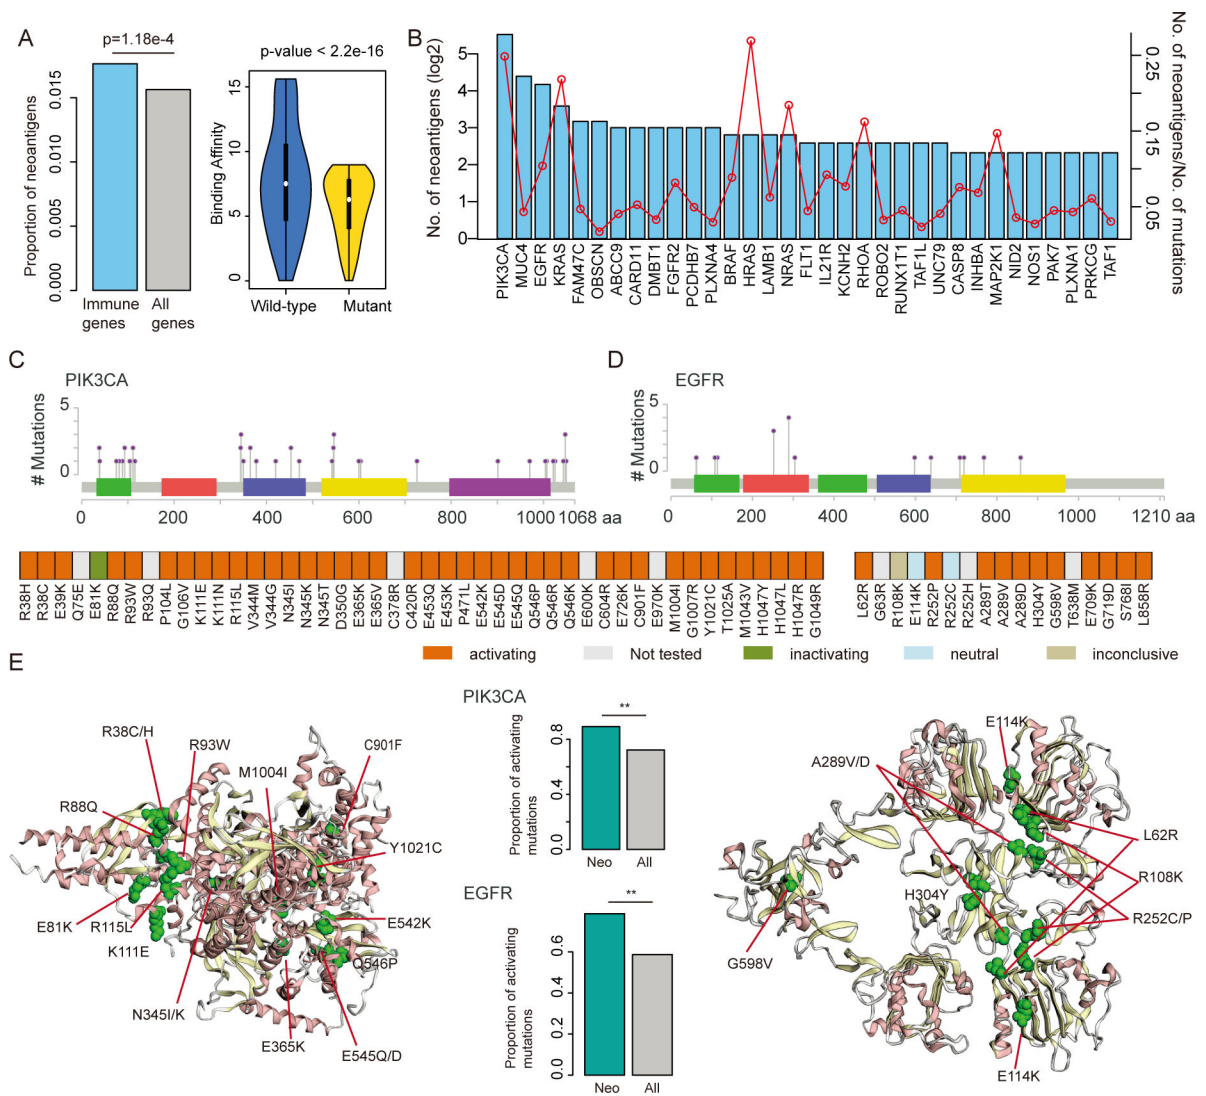 A
p=1.18e-4
Proportion of neoantigens
0.000
0.005
0.010
0.015
Immune genes
All genes
p-value < 2.2e-16
Binding Affinity
0
5
10
15
Wild-type
Mutant
B
No. of neoantigens (log2)
0
1
2
3
4
5
No. of neoantigens/No. of mutations
0.05
0.15
0.25
PIK3CA
MUC4
EGFR
KRAS
FAM47C
OBSCN
ABCC9
CARD11
DMBT1
FGFR2
PCDHB7
PLXNA4
BRAF
HRAS
LAMB1
NRAS
FLT1
IL21R
KCNH2
RHOA
ROBO2
RUNX1T1
TAF1L
UNC79
CASP8
INHBA
MAP2K1
NID2
NOS1
PAK7
PLXNA1
PRKCG
TAF1
C
PIK3CA
# Mutations
5
0
0
200
400
600
800
1000
1068 aa
R38H
R38C
E39K
Q75E
E81K
R88Q
R93W
R93Q
P104L
G106V
K111E
K111N
R115L
V344M
V344G
N345I
N345K
N345T
D350G
E365K
E365V
C378R
C420R
E453Q
E453K
P471L
E542K
E545D
E545Q
Q546P
Q546R
Q546K
E600K
C604R
E726K
C901F
E970K
M1004I
G1007R
Y1021C
T1025A
M1043V
H1047Y
H1047L
H1047R
G1049R
D
EGFR
# Mutations
5
0
0
200
400
600
800
1000
1210 aa
L62R
G63R
R108K
E114K
R252P
R252C
R252H
A289T
A289V
A289D
H304Y
G598V
T638M
E709K
G719D
S768I
L858R
activating
Not tested
inactivating
neutral
inconclusive
E
R38C/H
R93W
M1004I
C901F
R88Q
Y1021C
E81K
R115L
K111E
E542K
Q546P
N345I/K
E365K
E545Q/D
PIK3CA
**
Proportion of activating
mutations
0.0
0.4
0.8
Neo
All
EGFR
**
Proportion of activating
mutations
0.0
0.2
0.4
0.6
Neo
All
E114K
A289V/D
L62R
R108K
H304Y
R252C/P
G598V
E114K